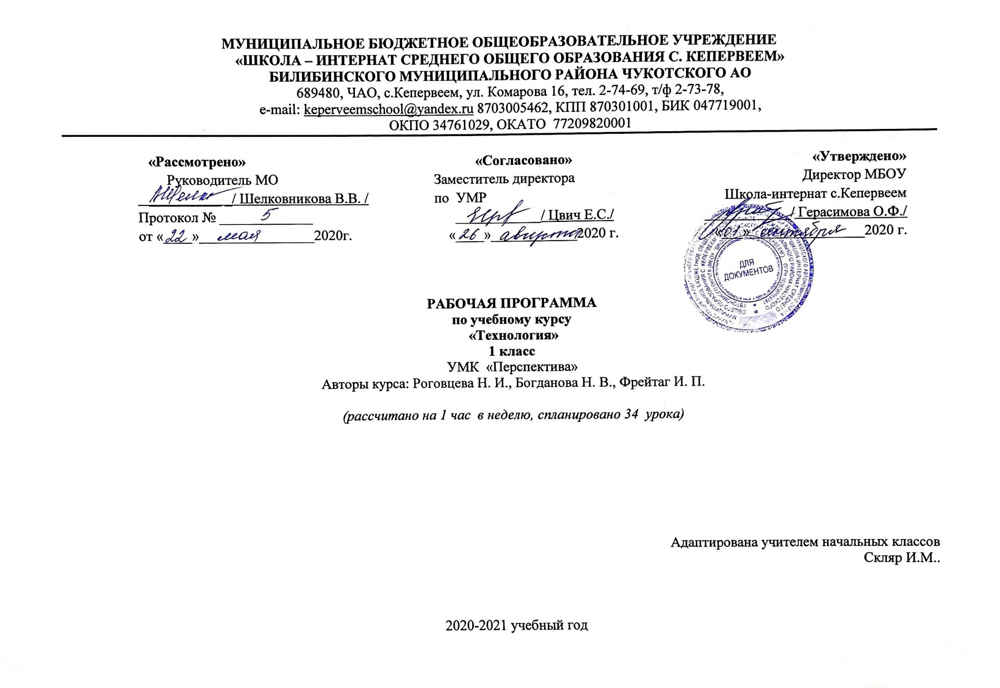 МУНИЦИПАЛЬНОЕ БЮДЖЕТНОЕ ОБЩЕОБРАЗОВАТЕЛЬНОЕ УЧРЕЖДЕНИЕ
«ШКОЛА – ИНТЕРНАТ СРЕДНЕГО ОБЩЕГО ОБРАЗОВАНИЯ С. КЕПЕРВЕЕМ»
БИЛИБИНСКОГО МУНИЦИПАЛЬНОГО РАЙОНА ЧУКОТСКОГО АО
689480, ЧАО, с.Кепервеем, ул. Комарова 16, тел. 2-74-69, т/ф 2-73-78,
e-mail: keperveemschool@yandex.ru 8703005462, КПП 870301001, БИК 047719001,
ОКПО 34761029, ОКАТО 77209820001
«Рассмотрено»
Руководитель МО
/ Шелковникова В.В. /
Протокол № 5
от «22» мая 2020г.
«Согласовано»
Заместитель директора
по УМР
/ Цвич Е.С./
«26» августа 2020 г.
«Утверждено»
Директор МБОУ
Школа-интернат с.Кепервеем
/ Герасимова О.Ф./
«01» сентября 2020 г.
ДЛЯ
ДОКУМЕНТОВ
РАБОЧАЯ ПРОГРАММА
по учебному курсу
«Технология»
1 класс
УМК «Перспектива»
Авторы курса: Роговцева Н. И., Богданова Н. В., Фрейтаг И. П.
(рассчитано на 1 час в неделю, спланировано 34 урока)
Адаптирована учителем начальных классов
Скляр И.М..
2020-2021 учебный год